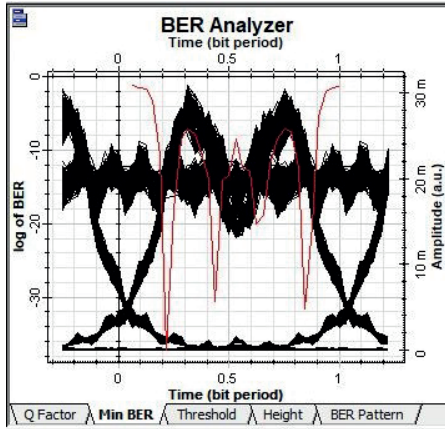 BER Analyzer
Time (bit period)
0 0.5 1
0
-10
-20
-30
log of BER
30 m
20 m
10 m
0
Amplitude (a.u.)
0 0.5 1
Time (bit period)
Q Factor Min BER Threshold Height BER Pattern